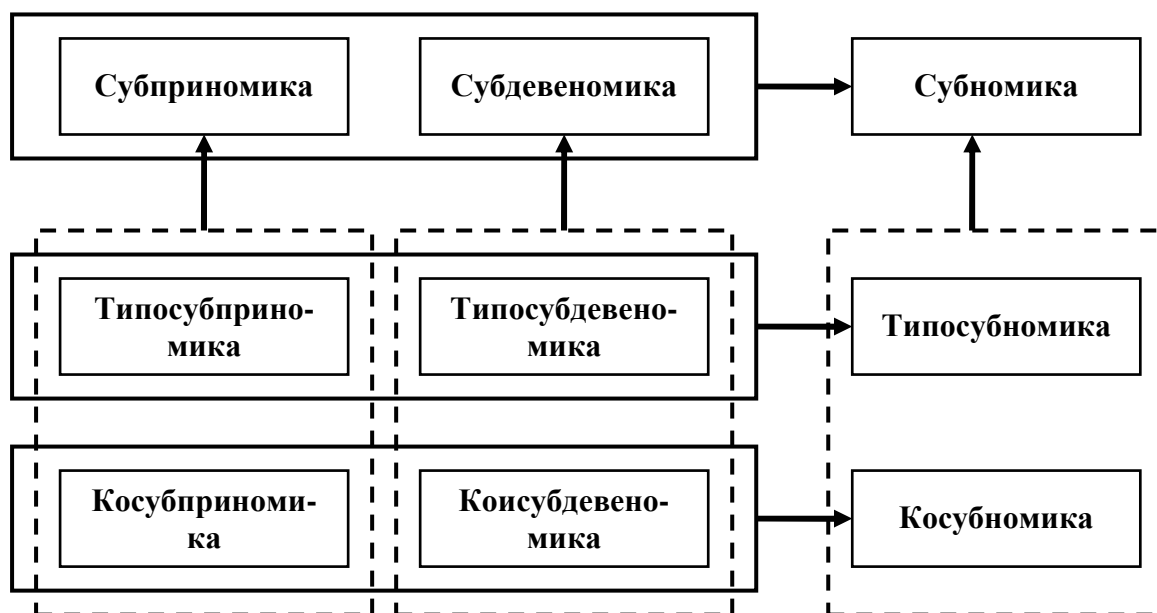 Субприномика Субдевеномика Субномика
Типосубприно-
мика
Типосубдевено-
мика
Типосубномика
Косубприноми-
ка
Коисубдевено-
мика
Косубномика